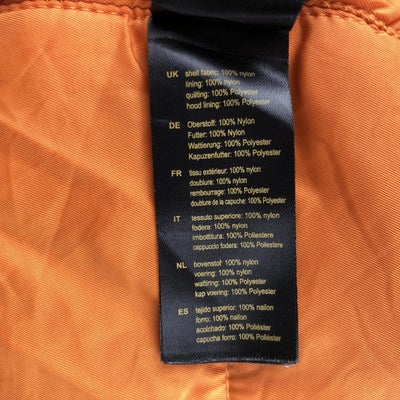 UK shell fabric: 100% nylon
lining: 100% nylon
quilting: 100% Polyester
hood lining: 100% Polyester
DE Oberstoff: 100% Nylon
Futter: 100% Nylon
Wattierung: 100% Polyester
Kapuzenfutter: 100% Polyester
FR tissu extérieur: 100% nylon
doublure: 100% nylon
rembourrage: 100% Polyester
doublure de la capuche: 100% Polyester
IT tessuto superiore: 100% nylon
fodera: 100% nylon
imbottitura: 100% Poliestere
cappuccio fodera: 100% Poliestere
NL bovenstof: 100% nylon
voering: 100% nylon
wattring: 100% Polyester
kap voering: 100% Polyester
ES tejido superior: 100% nailon
forro: 100% nailon
acolchado: 100% Poliéster
capucha forro: 100% Poliéster